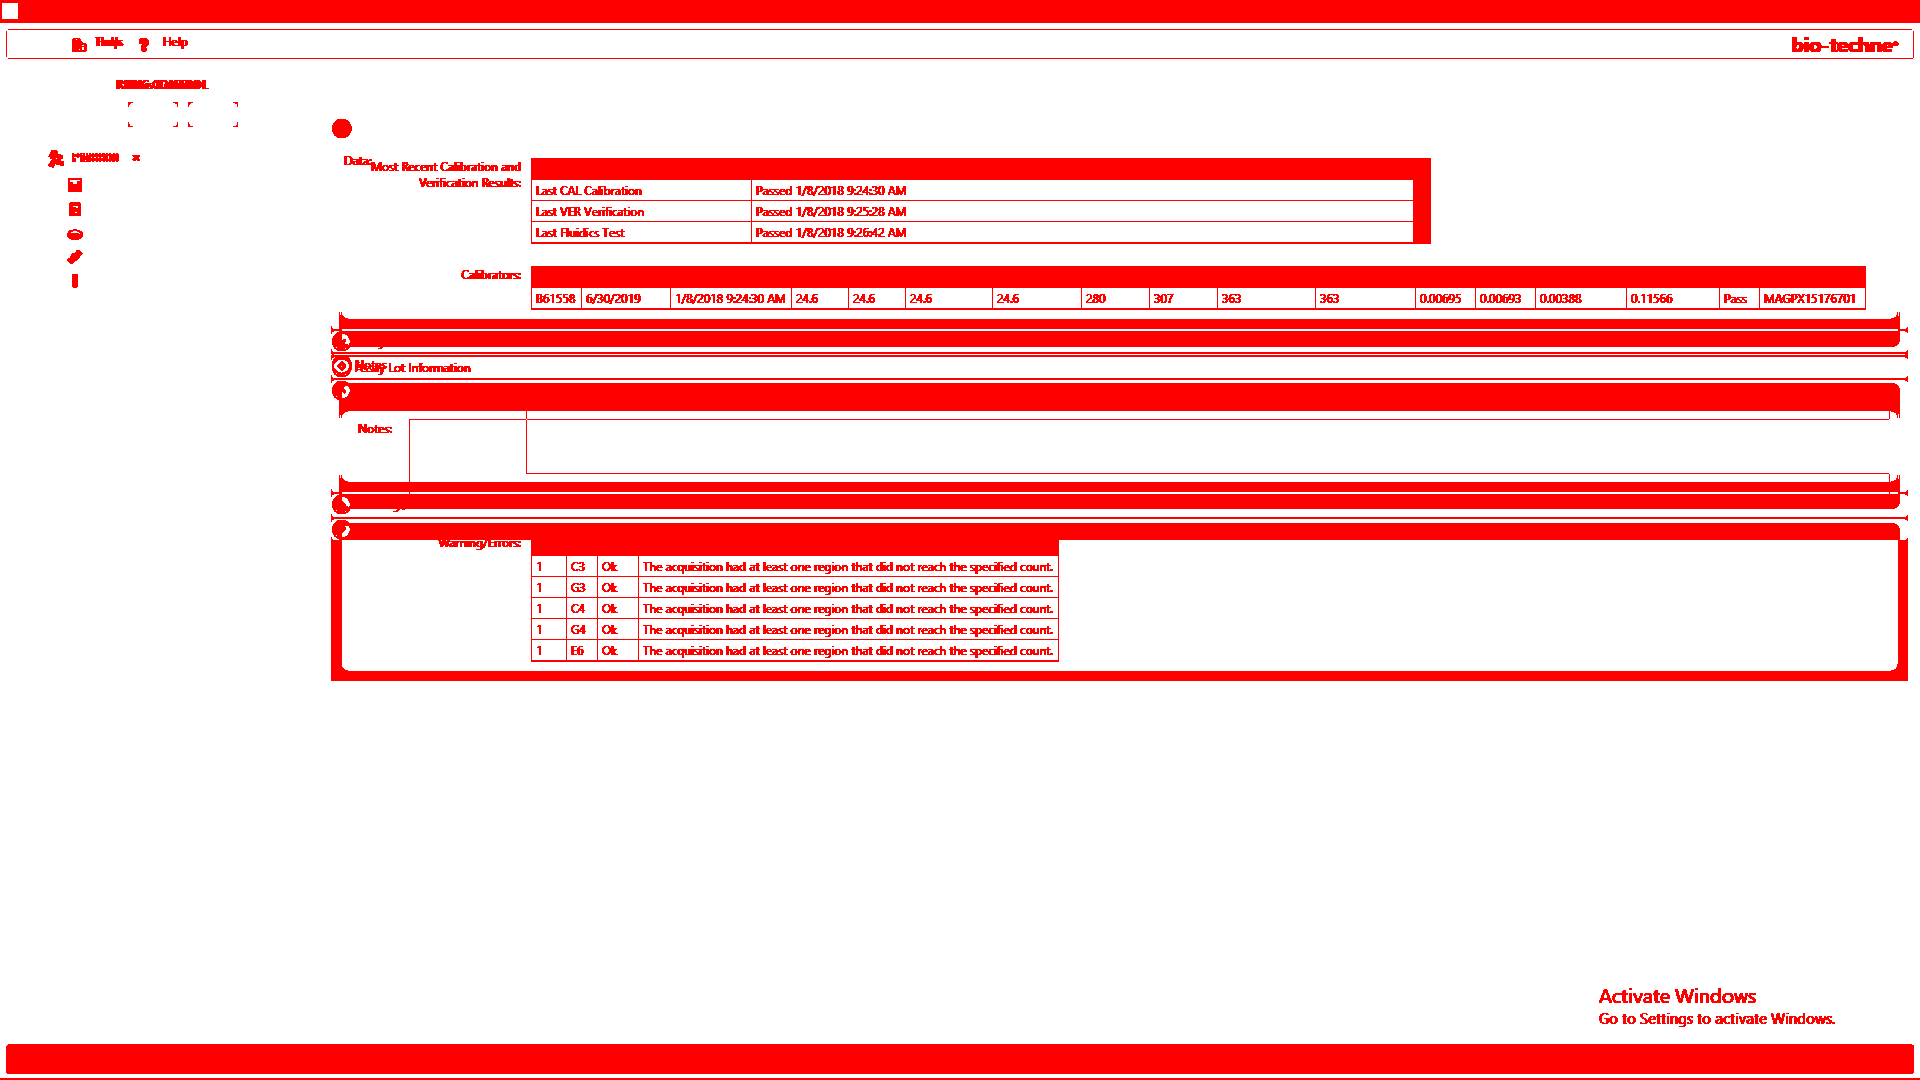 Help
bio-techne
Data:
Most Recent Calibration and
Verification Results:
Last CAL Calibration Passed 1/8/2018 9:24:30 AM
Last VER Verification Passed 1/8/2018 9:25:28 AM
Last Fluidics Test Passed 1/8/2018 9:26:42 AM
Calibrators:
B61558 6/30/2019 1/8/2018 9:24:30 AM 24.6 24.6 24.6 24.6 280 307 363 363 0.00695 0.00693 0.00388 0.11566 Pass MAGPX15176701
Lot Information
Notes:
Warning/Errors:
1 C3 Ok The acquisition had at least one region that did not reach the specified count.
1 G3 Ok The acquisition had at least one region that did not reach the specified count.
1 C4 Ok The acquisition had at least one region that did not reach the specified count.
1 G4 Ok The acquisition had at least one region that did not reach the specified count.
1 E6 Ok The acquisition had at least one region that did not reach the specified count.
Activate Windows
Go to Settings to activate Windows.